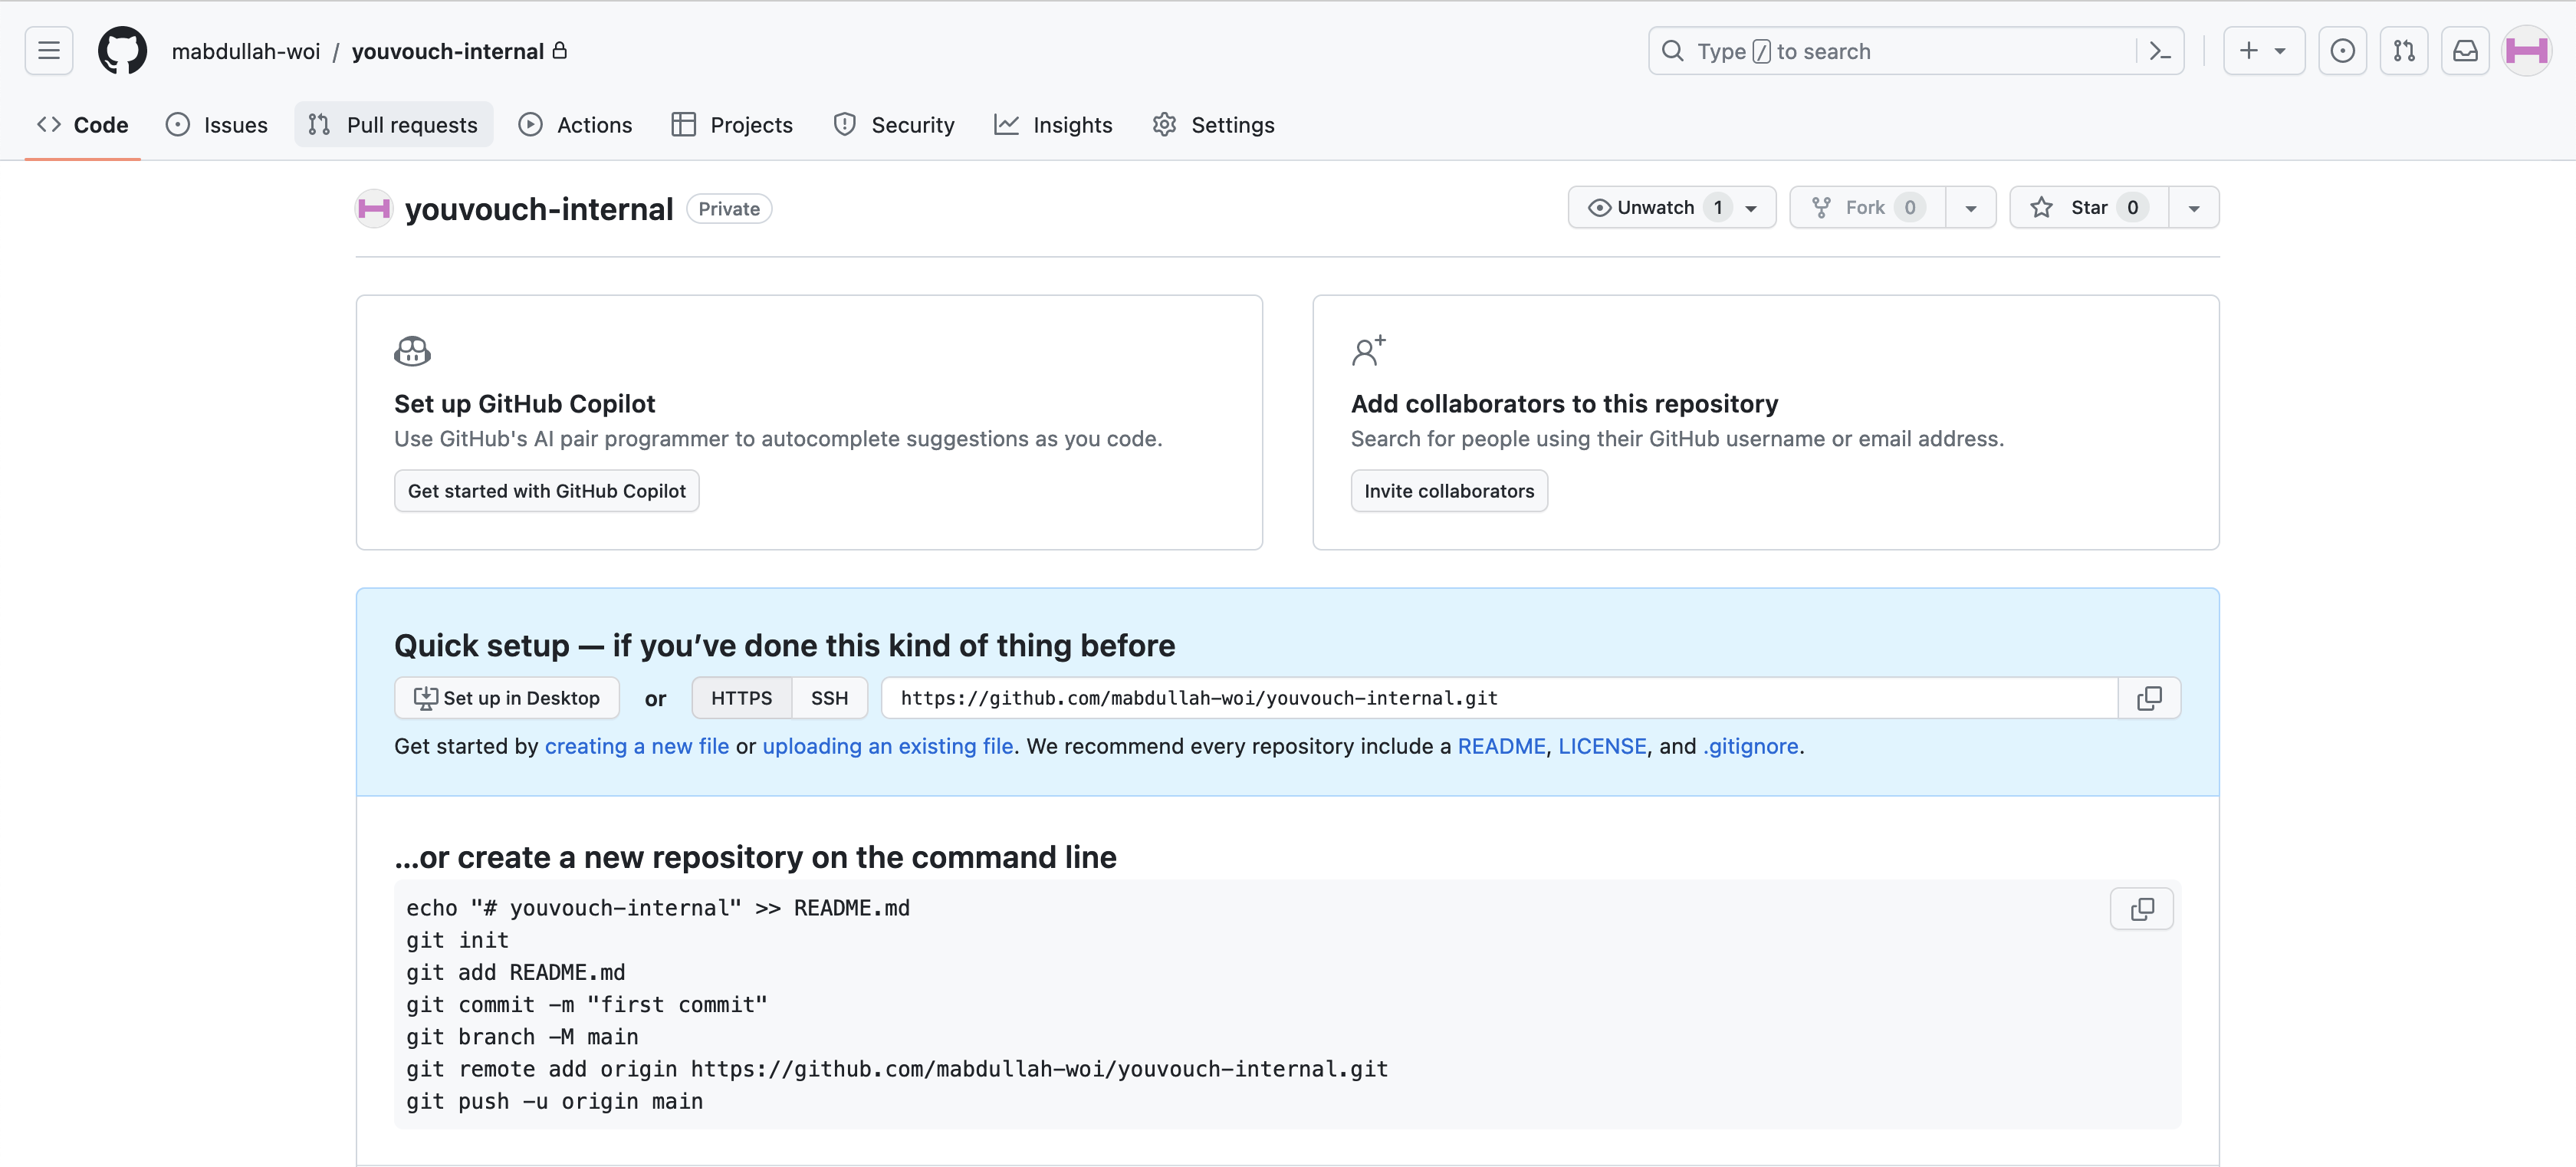 mabdullah-woi / youvouch-internal
Type / to search
Code Issues Pull requests Actions Projects Security Insights Settings
youvouch-internal Private
Unwatch 1 Fork 0 Star 0
Set up GitHub Copilot
Use GitHub's AI pair programmer to autocomplete suggestions as you code.
Get started with GitHub Copilot
Add collaborators to this repository
Search for people using their GitHub username or email address.
Invite collaborators
Quick setup — if you’ve done this kind of thing before
Set up in Desktop or HTTPS SSH https://github.com/mabdullah-woi/youvouch-internal.git
Get started by creating a new file or uploading an existing file. We recommend every repository include a README, LICENSE, and .gitignore.
…or create a new repository on the command line
echo "# youvouch-internal" >> README.md
git init
git add README.md
git commit -m "first commit"
git branch -M main
git remote add origin https://github.com/mabdullah-woi/youvouch-internal.git
git push -u origin main